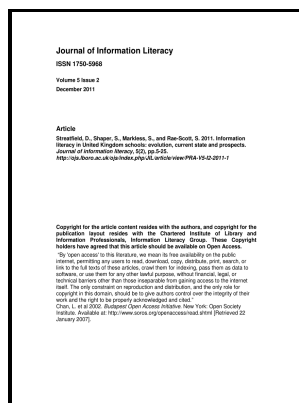 Journal of Information Literacy
ISSN 1750-5968
Volume 5 Issue 2
December 2011
Article
Streatfield, D., Shaper, S., Markless, S., and Rae-Scott, S. 2011. Information
literacy in United Kingdom schools: evolution, current state and prospects.
Journal of information literacy, 5(2), pp.5-25.
http://ojs.lboro.ac.uk/ojs/index.php/JIL/article/view/PRA-V5-I2-2011-1
Copyright for the article content resides with the authors, and copyright for the
publication layout resides with the Chartered Institute of Library and
Information Professionals, Information Literacy Group. These Copyright
holders have agreed that this article should be available on Open Access.
"By 'open access' to this literature, we mean its free availability on the public
internet, permitting any users to read, download, copy, distribute, print, search, or
link to the full texts of these articles, crawl them for indexing, pass them as data to
software, or use them for any other lawful purpose, without financial, legal, or
technical barriers other than those inseparable from gaining access to the internet
itself. The only constraint on reproduction and distribution, and the only role for
copyright in this domain, should be to give authors control over the integrity of their
work and the right to be properly acknowledged and cited."
Chan, L. et al 2002. Budapest Open Access Initiative. New York: Open Society
Institute. Available at: http://www.soros.org/openaccess/read.shtml [Retrieved 22
January 2007].